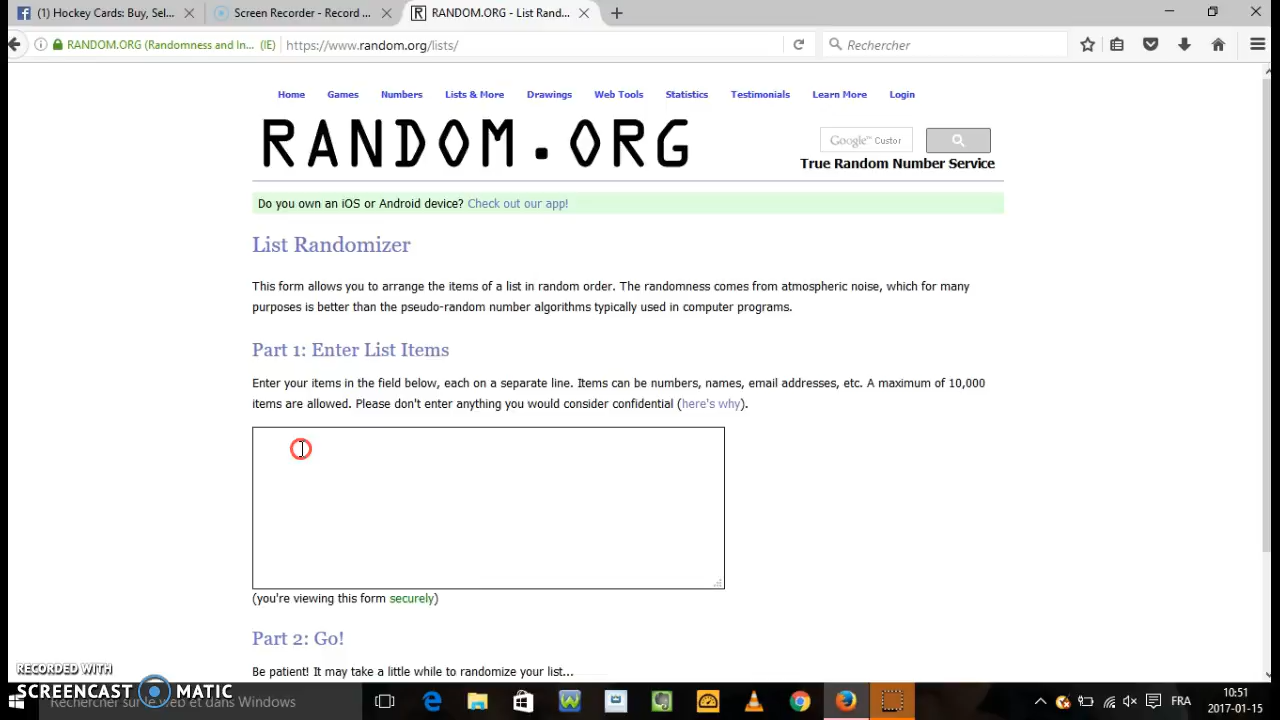 (1) Hockey Cards: Buy, Sel...
Screen Recorder - Record ...
RANDOM.ORG - List Rand...
RANDOM.ORG (Randomness and In... (IE)
https://www.random.org/lists/
Rechercher
Home Games Numbers Lists & More Drawings Web Tools Statistics Testimonials Learn More Login
RANDOM.ORG
Google™ Custor
True Random Number Service
Do you own an iOS or Android device? Check out our app!
List Randomizer
This form allows you to arrange the items of a list in random order. The randomness comes from atmospheric noise, which for many
purposes is better than the pseudo-random number algorithms typically used in computer programs.
Part 1: Enter List Items
Enter your items in the field below, each on a separate line. Items can be numbers, names, email addresses, etc. A maximum of 10,000
items are allowed. Please don't enter anything you would consider confidential (here's why).
(you're viewing this form securely)
Part 2: Go!
Be patient! It may take a little while to randomize your list...
RECORDED WITH
SCREENCAST MATIC
Rechercher sur le web et dans Windows
FRA
10:51
2017-01-15